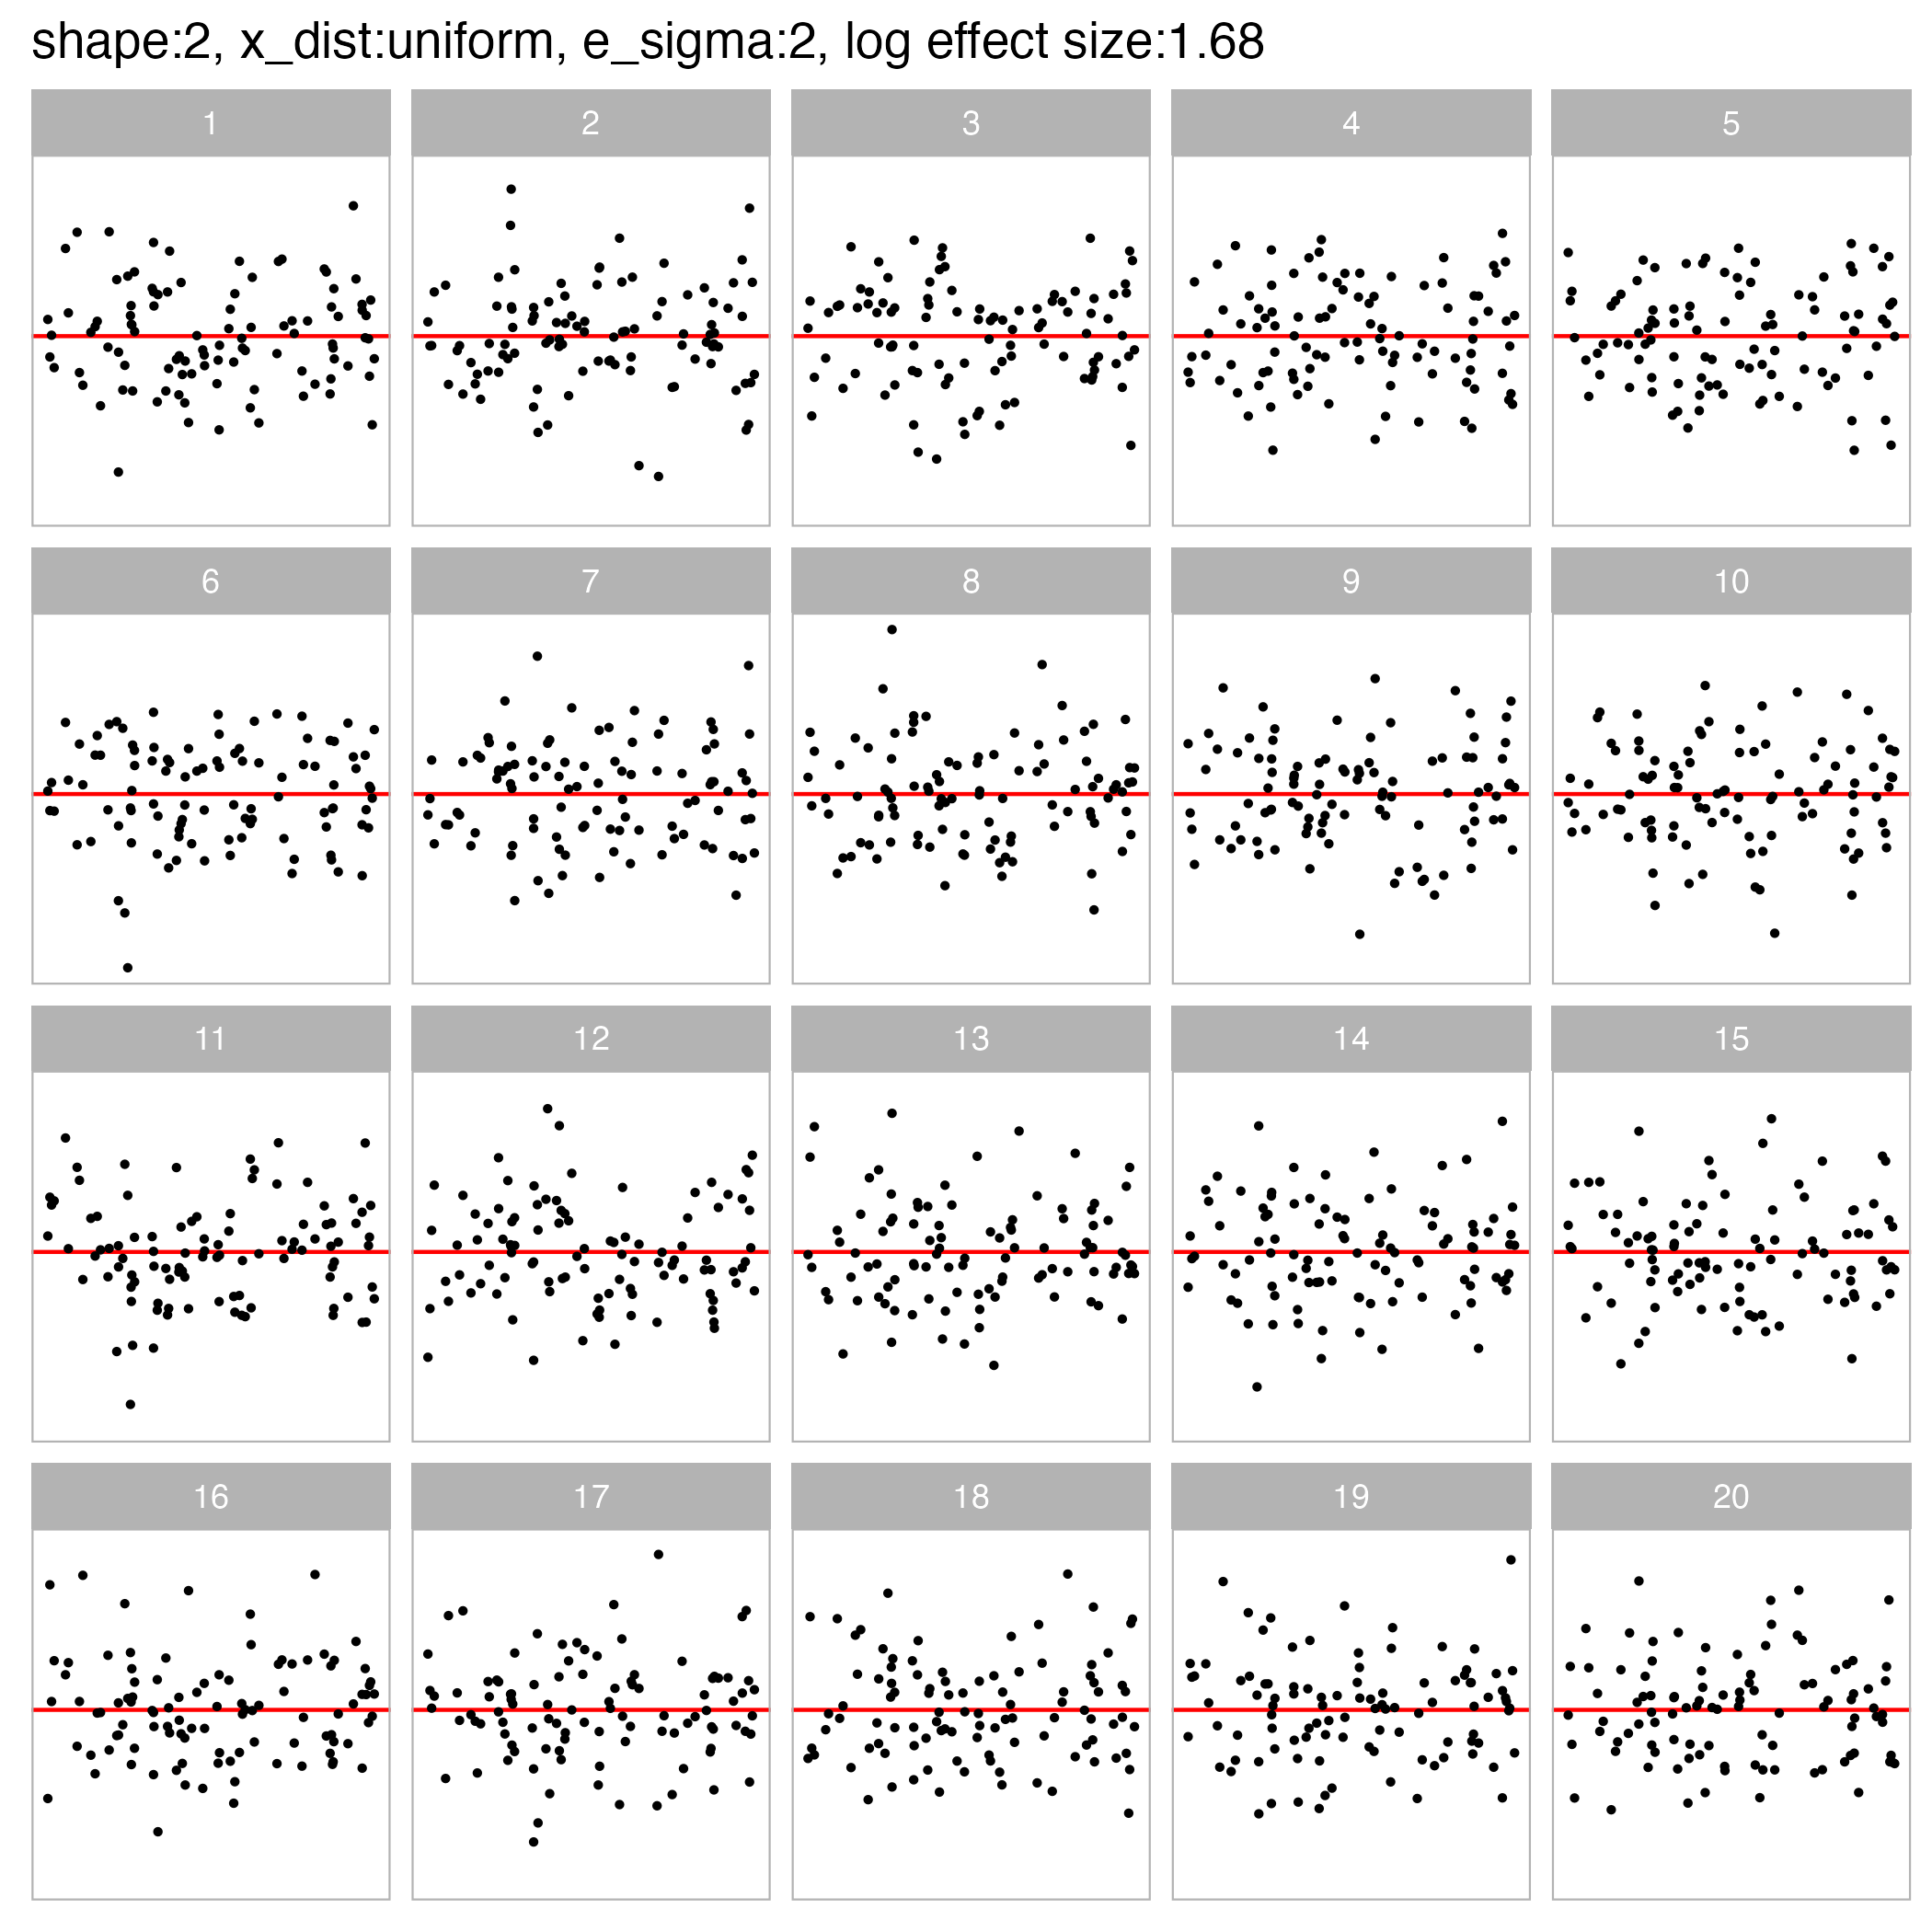 shape:2, x_dist:uniform, e_sigma:2, log effect size:1.68
1 2 3 4 5
6 7 8 9 10
11 12 13 14 15
16 17 18 19 20